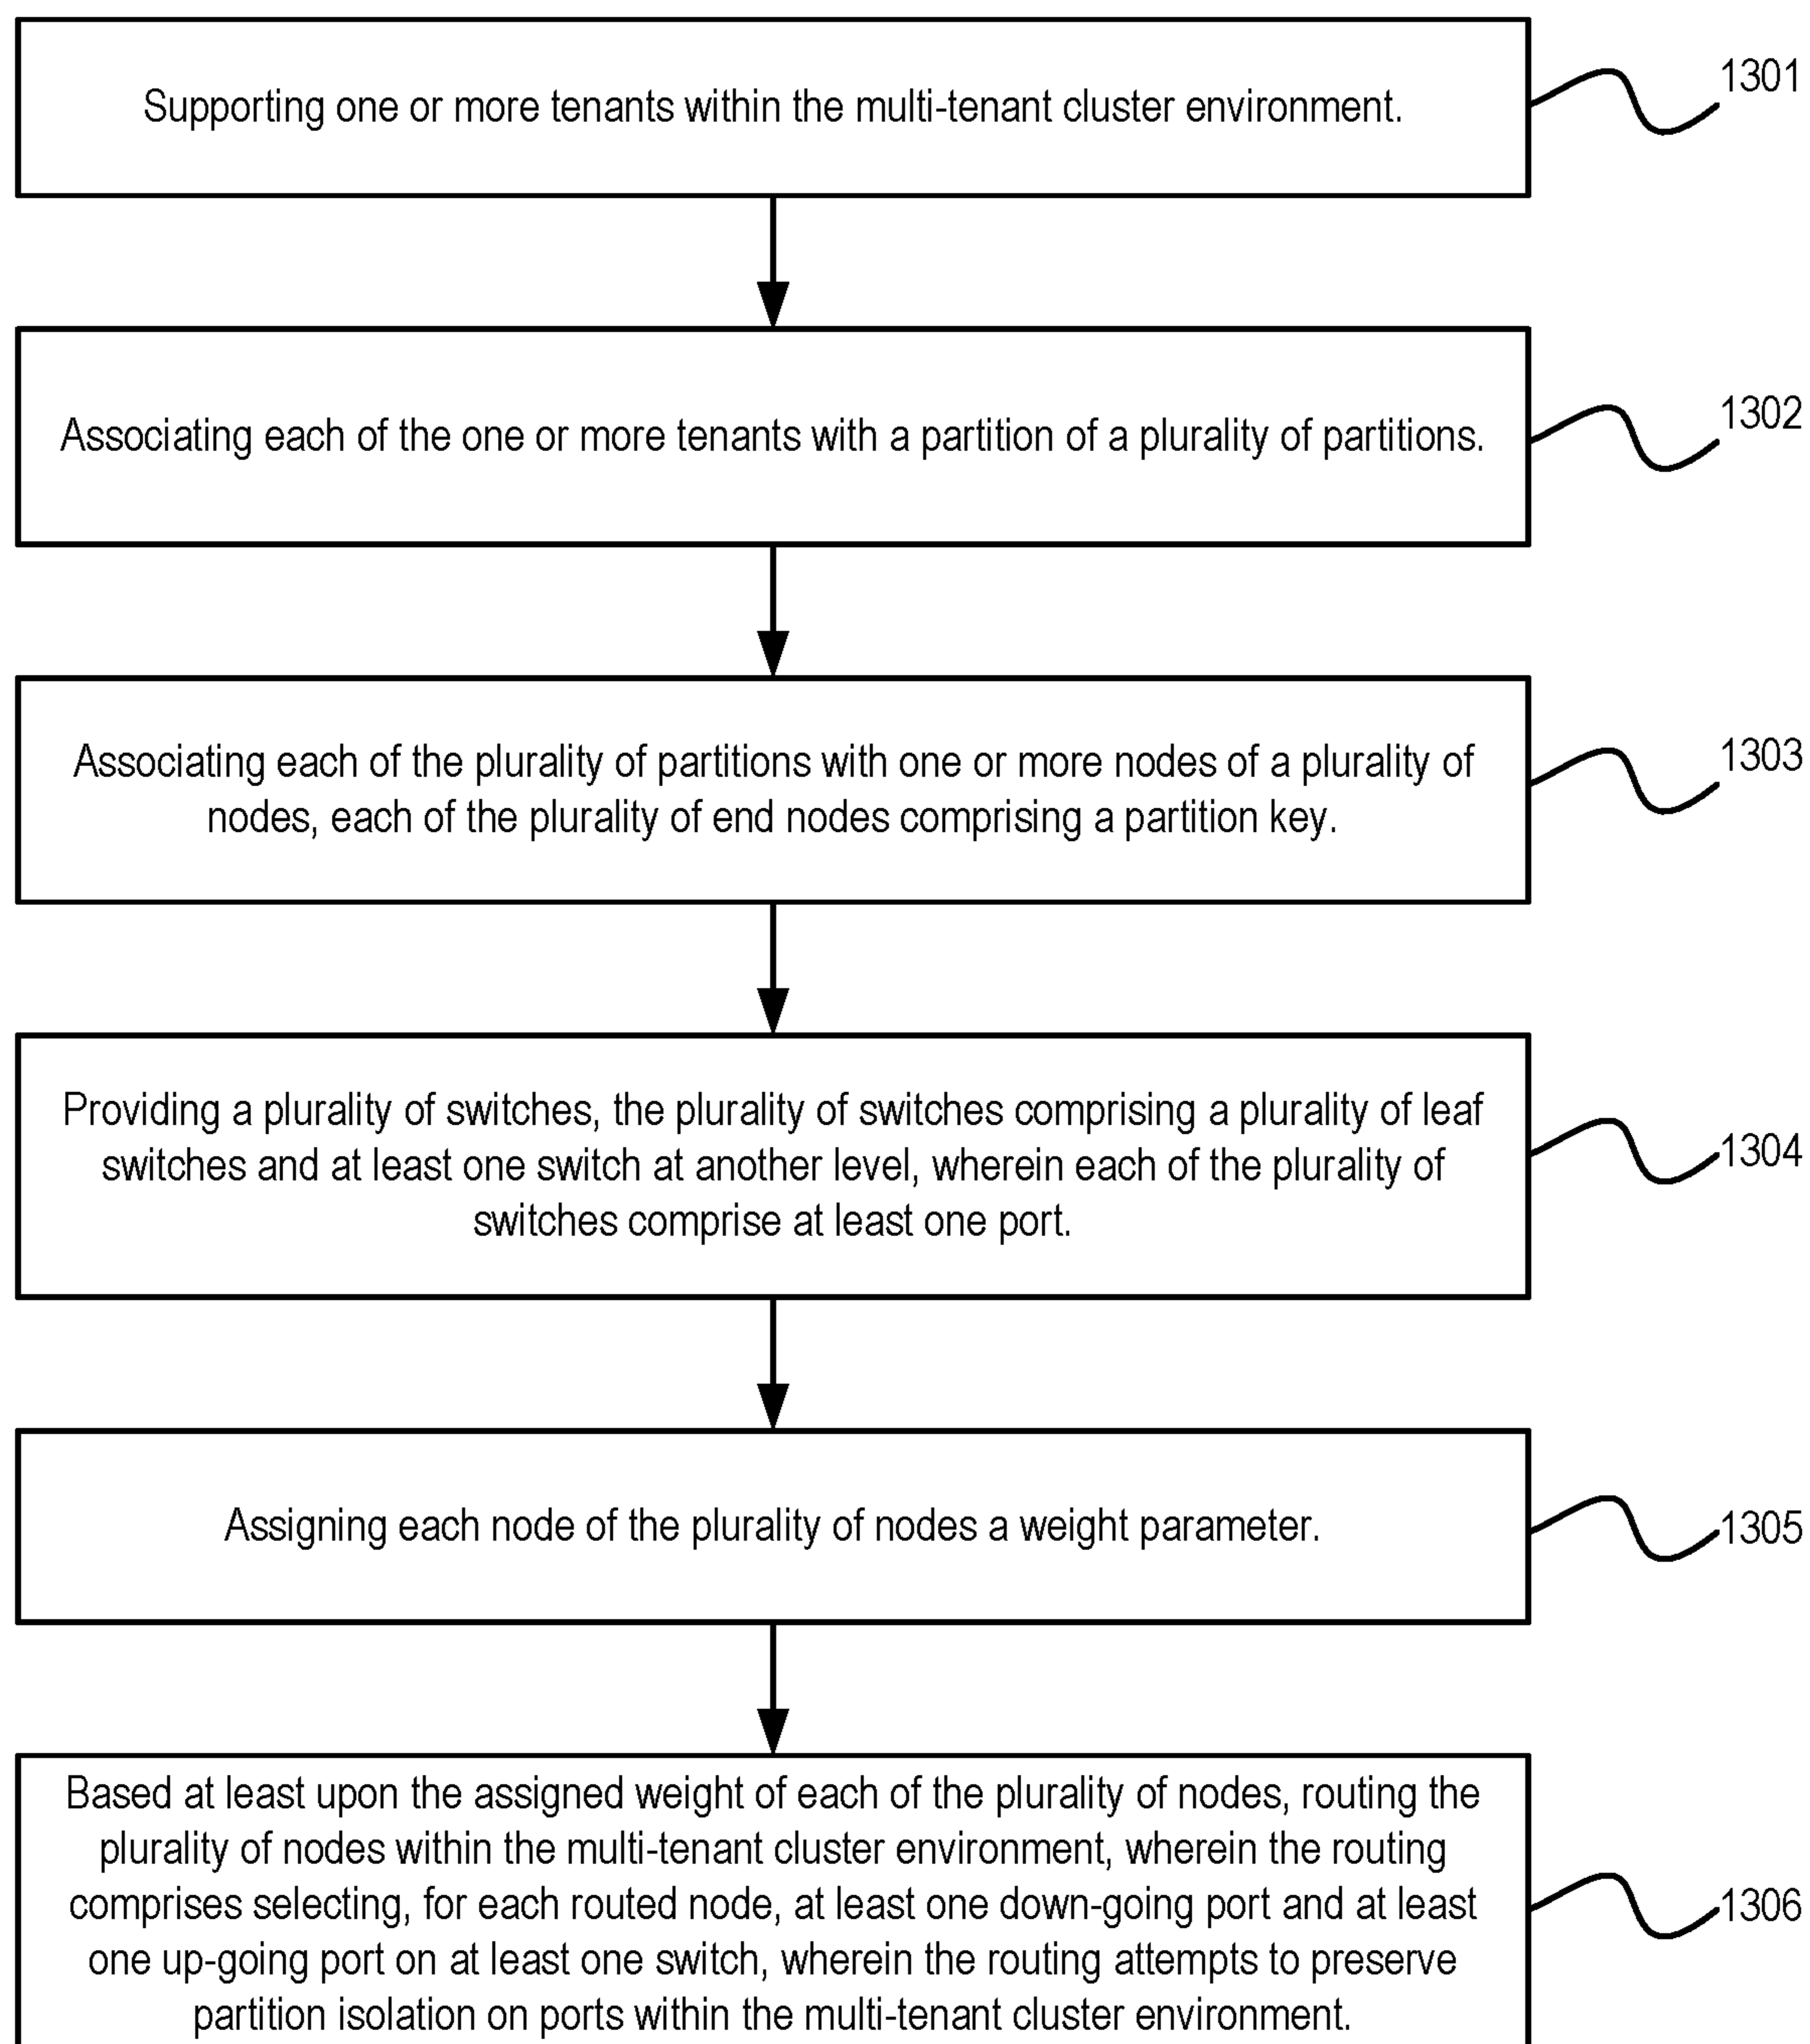 Supporting one or more tenants within the multi-tenant cluster environment.
1301
Associating each of the one or more tenants with a partition of a plurality of partitions.
1302
Associating each of the plurality of partitions with one or more nodes of a plurality of
nodes, each of the plurality of end nodes comprising a partition key.
1303
Providing a plurality of switches, the plurality of switches comprising a plurality of leaf
switches and at least one switch at another level, wherein each of the plurality of
switches comprise at least one port.
1304
Assigning each node of the plurality of nodes a weight parameter.
1305
Based at least upon the assigned weight of each of the plurality of nodes, routing the
plurality of nodes within the multi-tenant cluster environment, wherein the routing
comprises selecting, for each routed node, at least one down-going port and at least
one up-going port on at least one switch, wherein the routing attempts to preserve
partition isolation on ports within the multi-tenant cluster environment.
1306